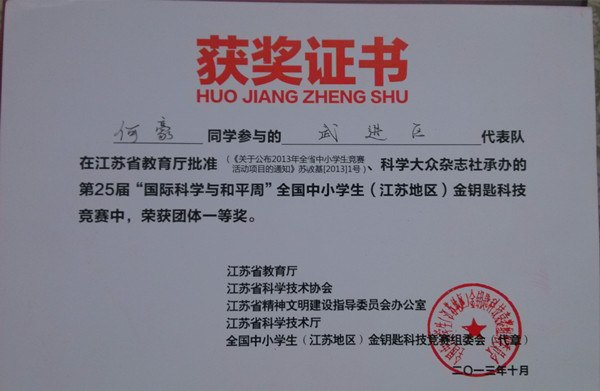 获奖证书
HUO JIANG ZHENG SHU
何豪 同学参与的 武进区 代表队
在江苏省教育厅批准（《关于公布2013年全省中小学生竞赛活动项目的通知》苏政基[2013]1号）、科学大众杂志社承办的
第25届“国际科学与和平周”全国中小学生（江苏地区）金钥匙科技
竞赛中，荣获团体一等奖。
江苏省教育厅
江苏省科学技术协会
江苏省精神文明建设指导委员会办公室
江苏省科学技术厅
全国中小学生（江苏地区）金钥匙科技竞赛组委会（代章）
二〇一三年十月